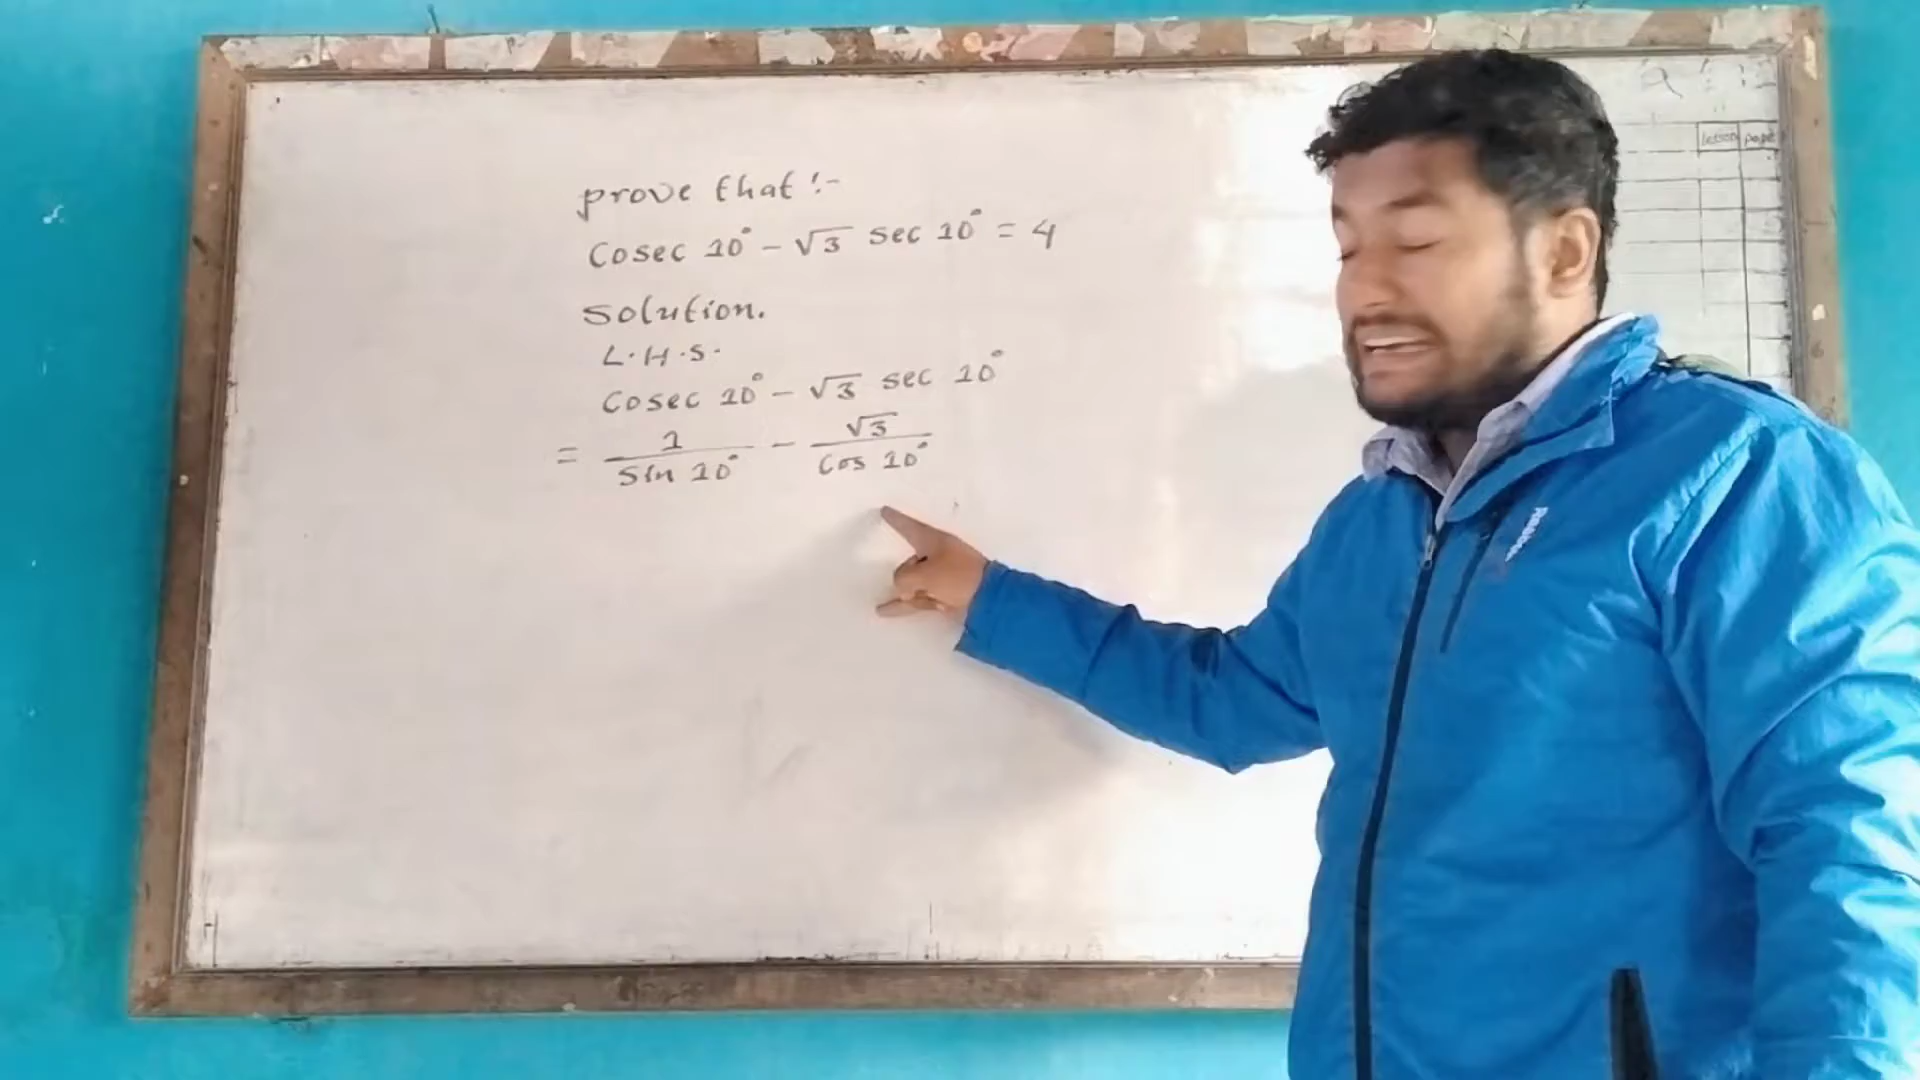 prove that :-
Cosec 10° - √3 sec 10° = 4
Solution.
L.H.S.
Cosec 10° - √3 sec 10°
= 1/Sin 10° - √3/Cos 10°
lesson